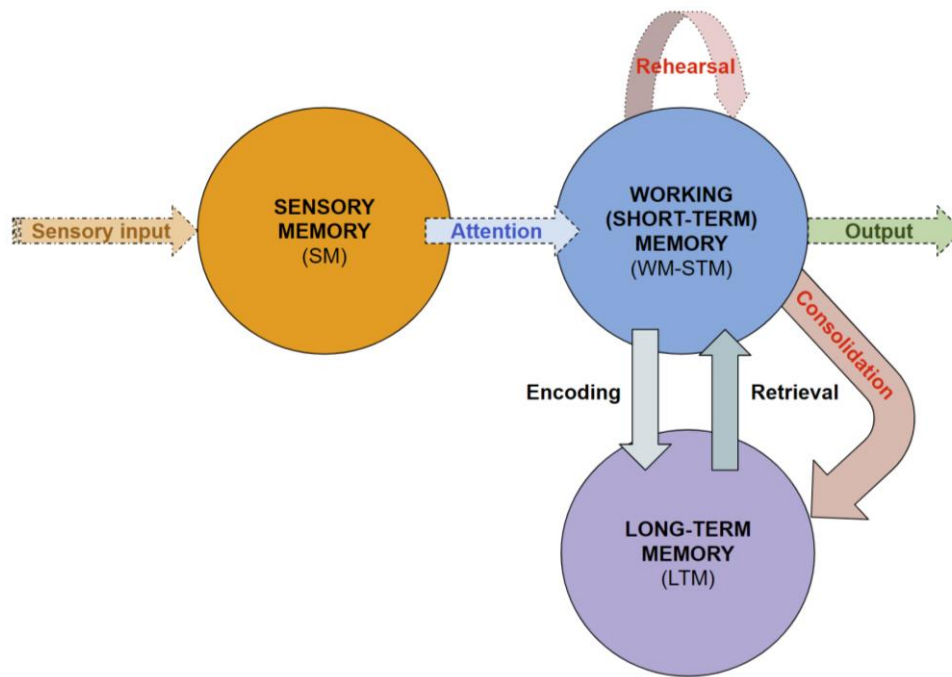 Rehearsal
SENSORY
MEMORY
(SM)
WORKING
(SHORT-TERM)
MEMORY
(WM-STM)
Sensory input
Attention
Output
Consolidation
Encoding
Retrieval
LONG-TERM
MEMORY
(LTM)